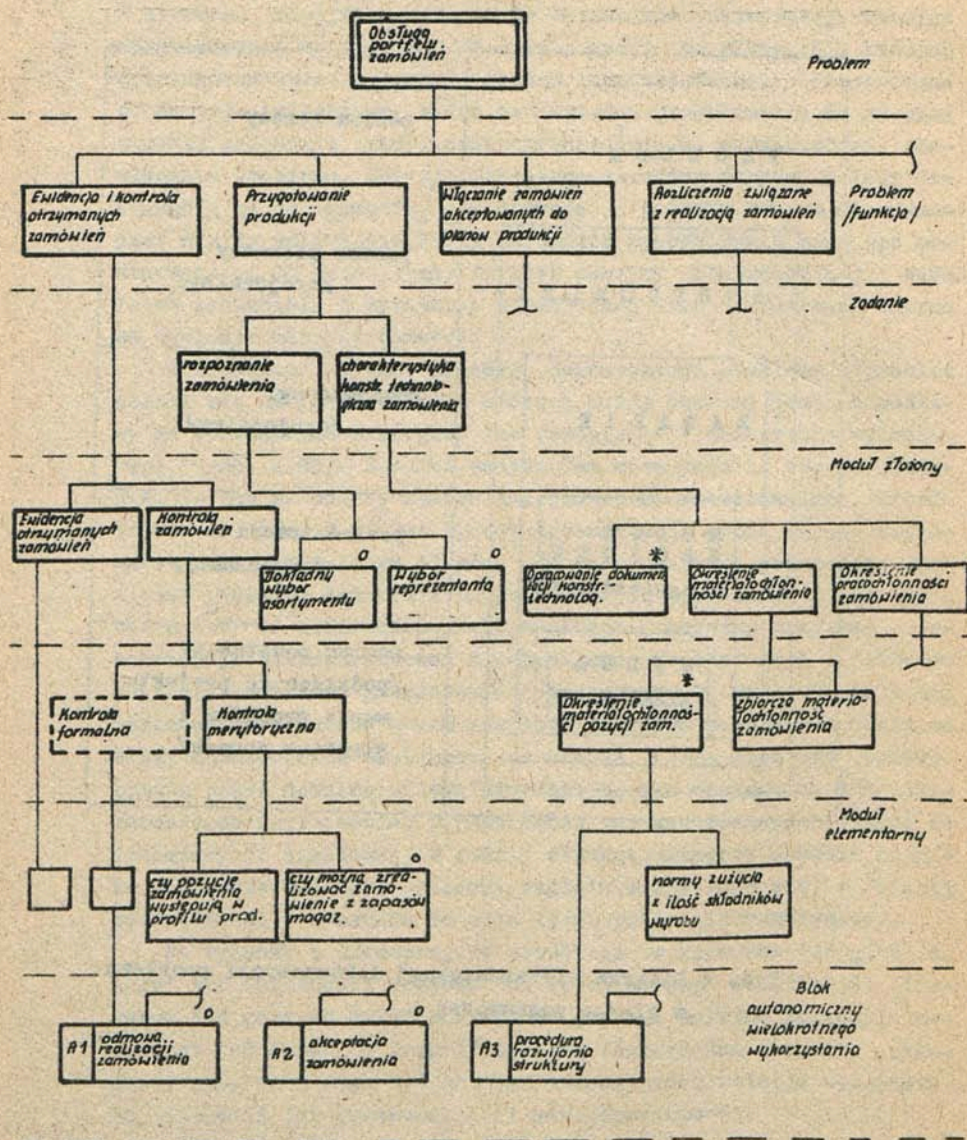 Obsługa
portfelu
zamówień
Problem
Ewidencja i kontrola
otrzymanych
zamówień
Przygotowanie
produkcji
Włączanie zamówień
akceptowanych do
planów produkcji
Rozliczenia związane
z realizacją zamówień
Problem
/Funkcja/
Zadanie
rozpoznanie
zamówienia
charakterystyka
konstr. technolo-
giczna zamówienia
Moduł złożony
Ewidencja
otrzymanych
zamówień
Kontrola
zamówień
o
Dokładny
wybór
asortymentu
o
Wybór
reprezentanta
*
Opracowanie dokumen
tacji konstr.-
technolog.
Określenie
materiałochłon-
ności zamówienia
Określenie
pracochłonności
zamówienia
Kontrola
formalna
Kontrola
merytoryczna
*
Określenie
materiałochłonnoś-
ci pozycji zam.
zbiorcza materia-
łochłonność
zamówienia
Moduł
elementarny
czy pozycje
zamówienia
występują w
profilu prod.
o
czy można zrea-
lizować zamó-
wienie z zapasów
magaz.
normy zużycia
z ilość składników
wyrobu
Blok
autonomiczny
wielokrotnego
wykorzystania
o
A1
odmowa
realizacji
zamówienia
o
A2
akceptacja
zamówienia
A3
procedura
rozwijania
struktury